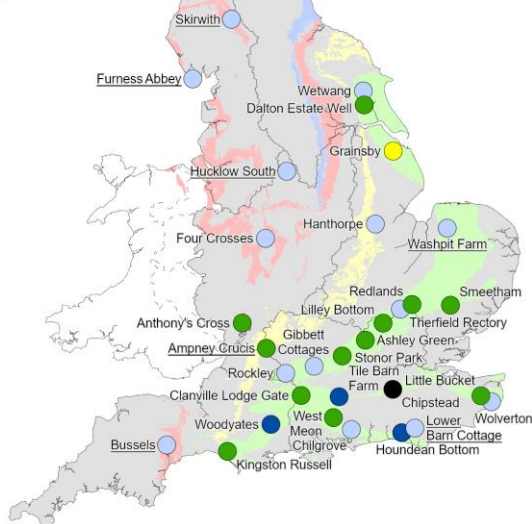 Skirwith
Furness Abbey
Wetwang
Dalton Estate Well
Grainsby
Hucklow South
Hanthorpe
Four Crosses
Washpit Farm
Redlands
Smeetham
Lilley Bottom
Anthony's Cross
Therfield Rectory
Gibbett
Cottages
Ashley Green
Ampney Crucis
Stonor Park
Rockley
Tile Barn
Farm
Little Bucket
Clanville Lodge Gate
Chipstead
Woodyates
West
Meon
Wolverton
Lower
Barn Cottage
Bussels
Chilgrove
Houndean Bottom
Kingston Russell